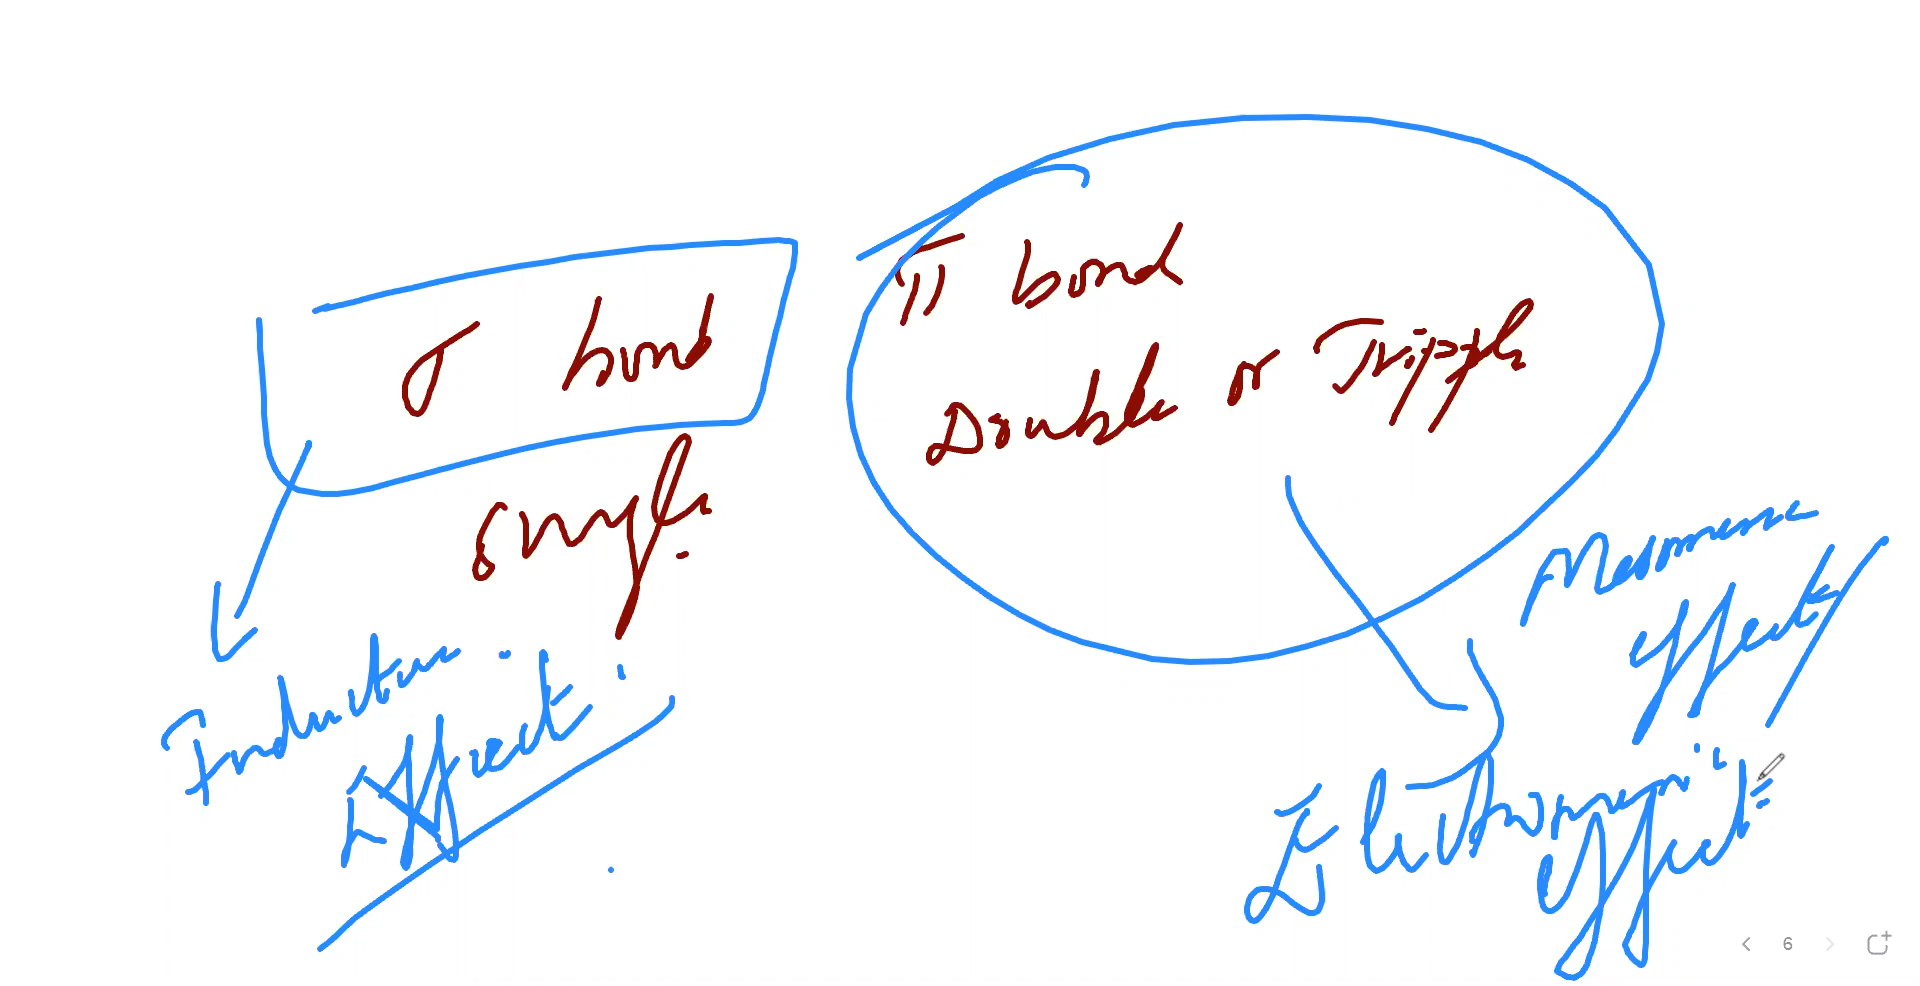 σ bond
single
π bond
Double or Tripple
Inductive
Effect
Mesomeric
effect
Electromeric
effect
6